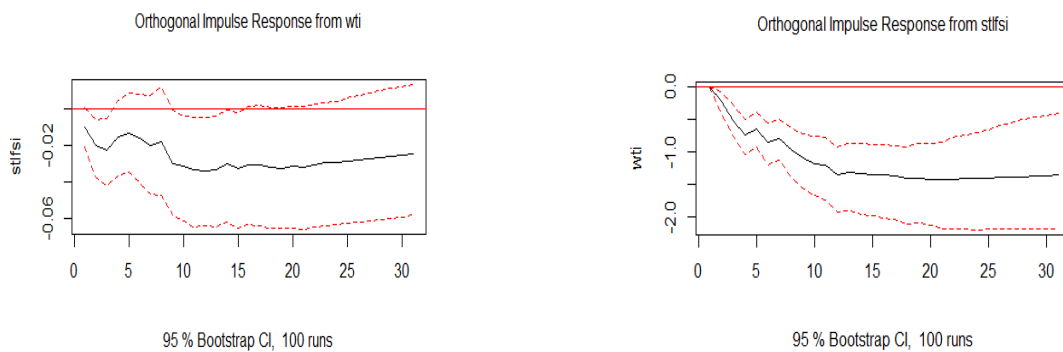 Orthogonal Impulse Response from wti
stlfsi
-0.02
-0.06
0 5 10 15 20 25 30
95 % Bootstrap CI, 100 runs
Orthogonal Impulse Response from stlfsi
wti
0.0
-1.0
-2.0
0 5 10 15 20 25 30
95 % Bootstrap CI, 100 runs